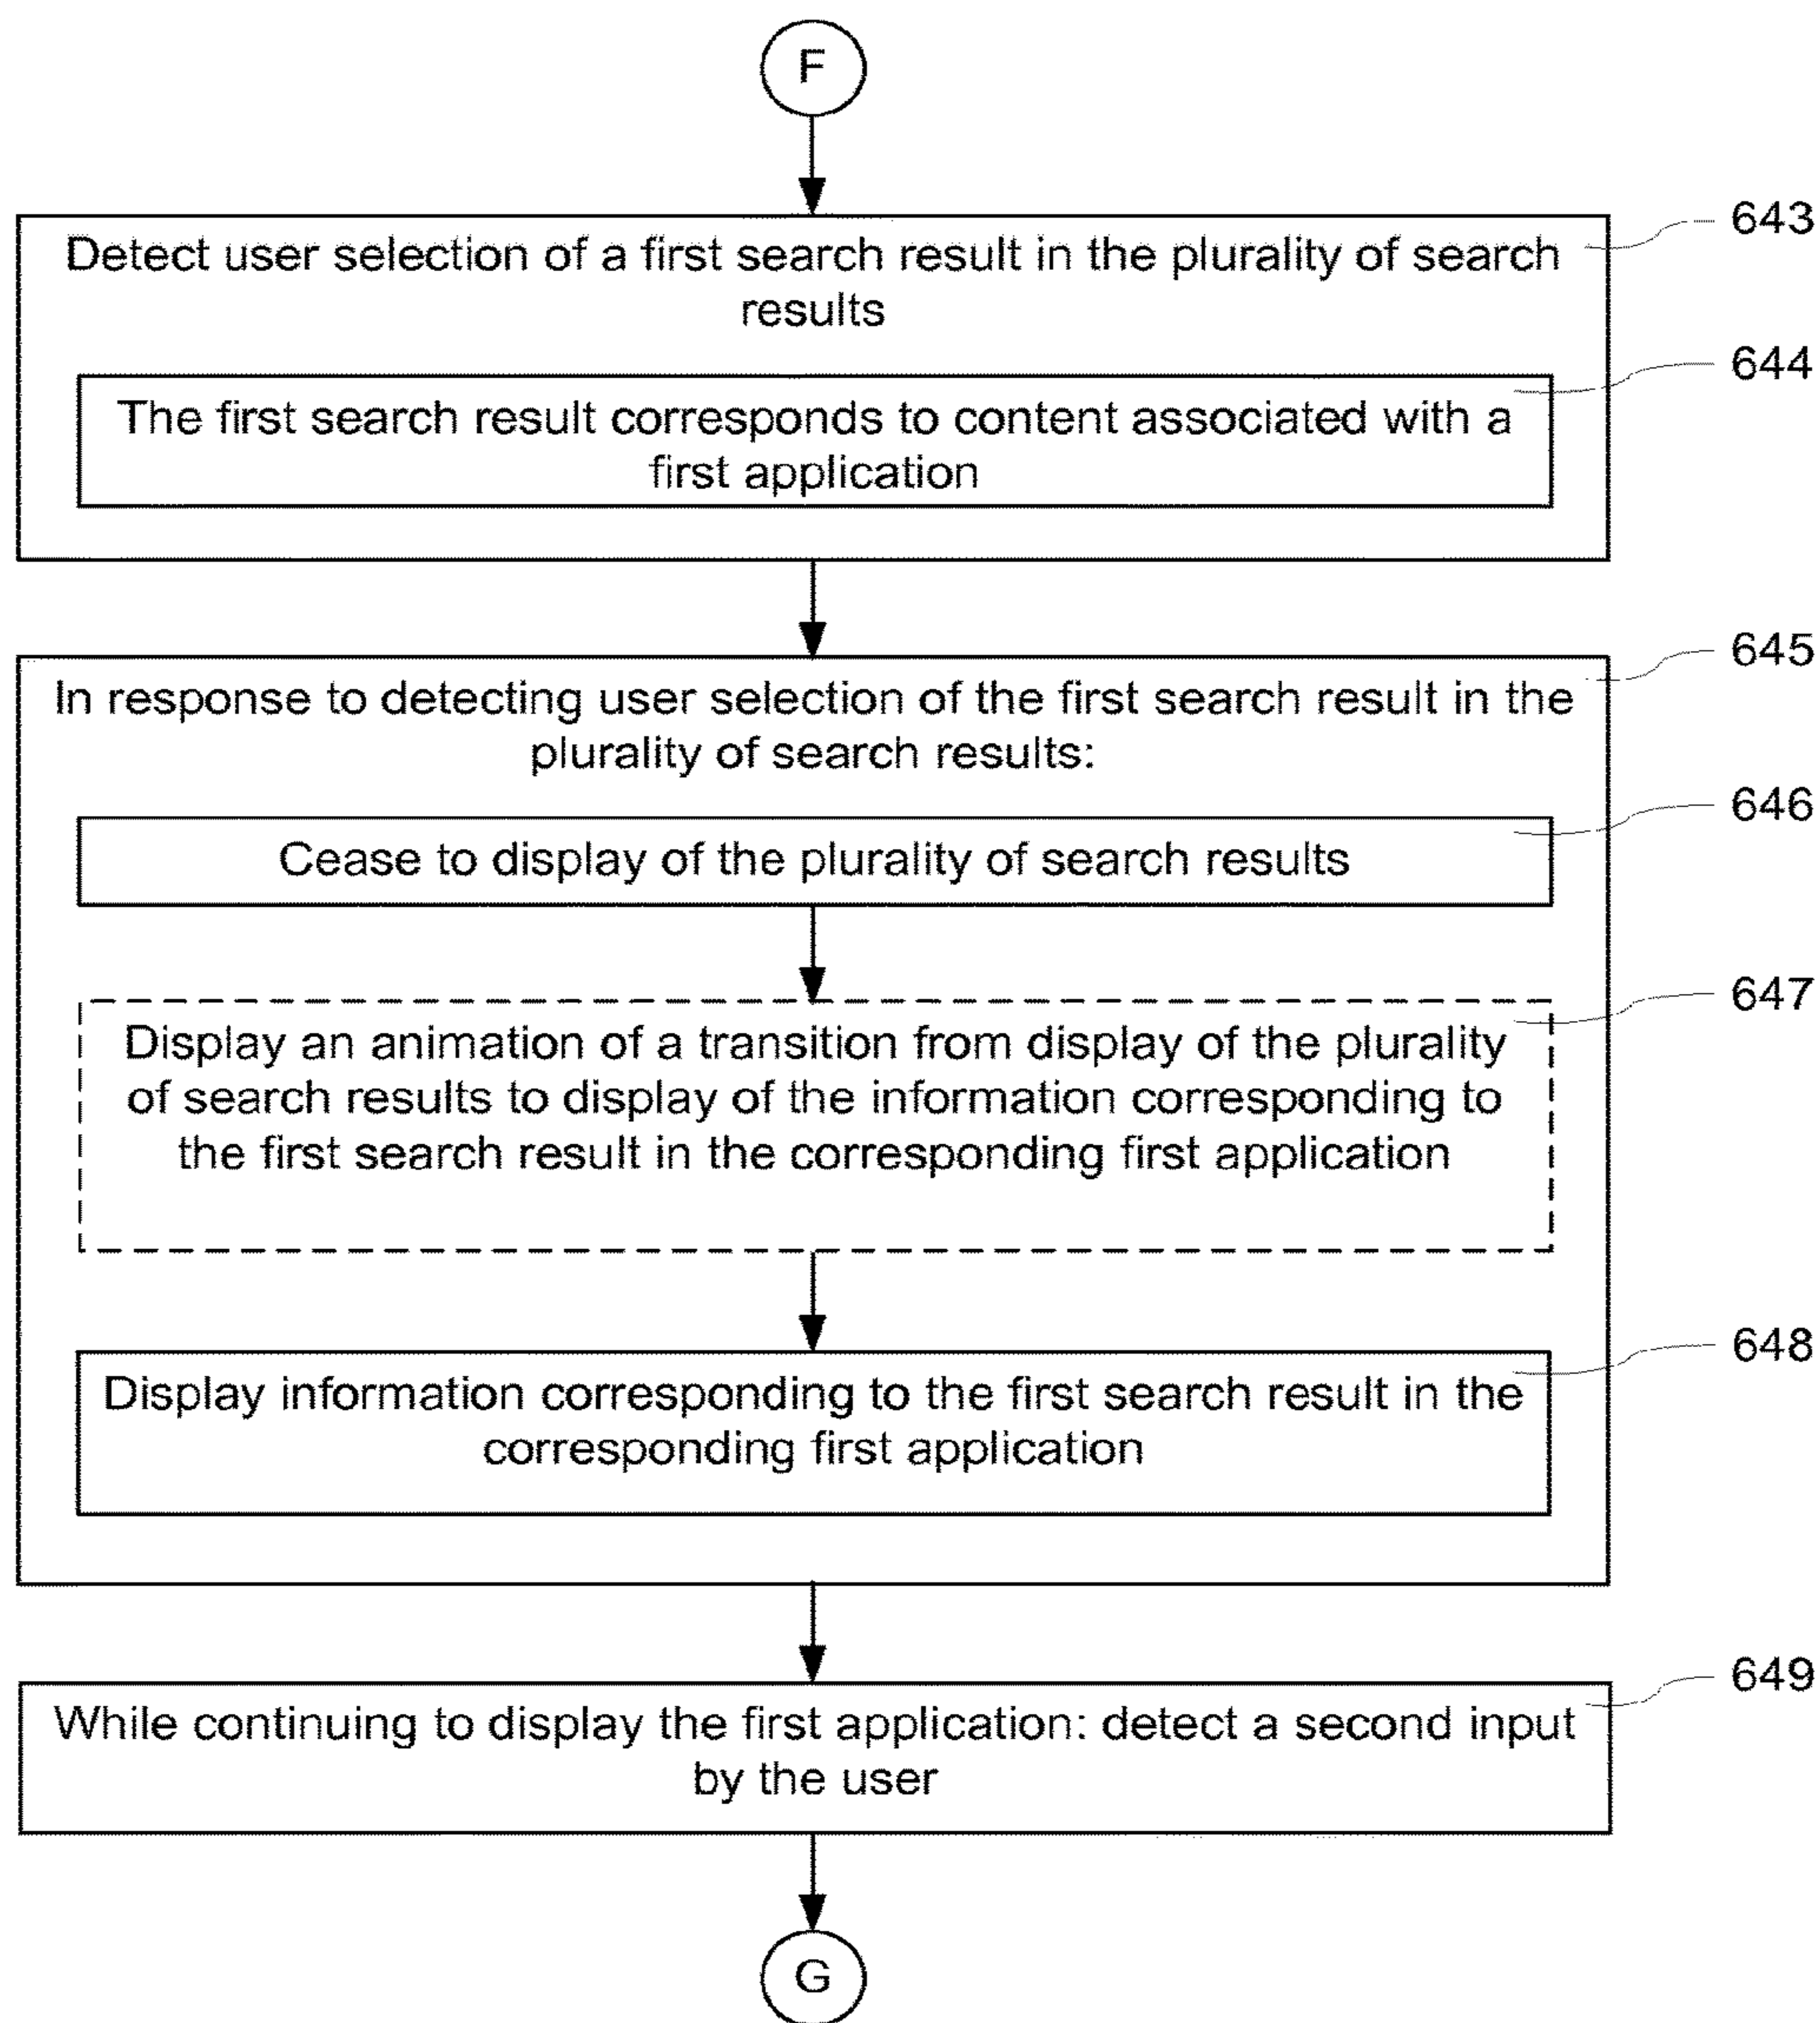 F
643
Detect user selection of a first search result in the plurality of search
results
644
The first search result corresponds to content associated with a
first application
645
In response to detecting user selection of the first search result in the
plurality of search results:
646
Cease to display of the plurality of search results
647
Display an animation of a transition from display of the plurality
of search results to display of the information corresponding to
the first search result in the corresponding first application
648
Display information corresponding to the first search result in the
corresponding first application
649
While continuing to display the first application: detect a second input
by the user
G